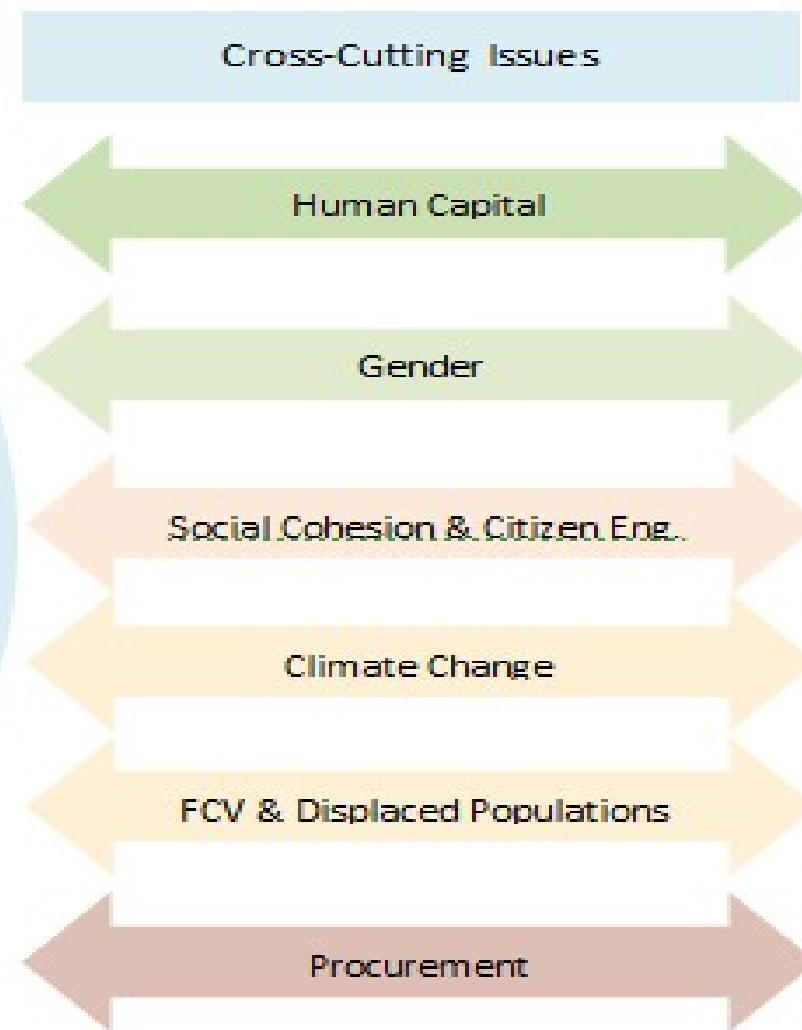 Cross-Cutting Issues
Human Capital
Gender
Social Cohesion & Citizen Eng.
Climate Change
FCV & Displaced Populations
Procurement